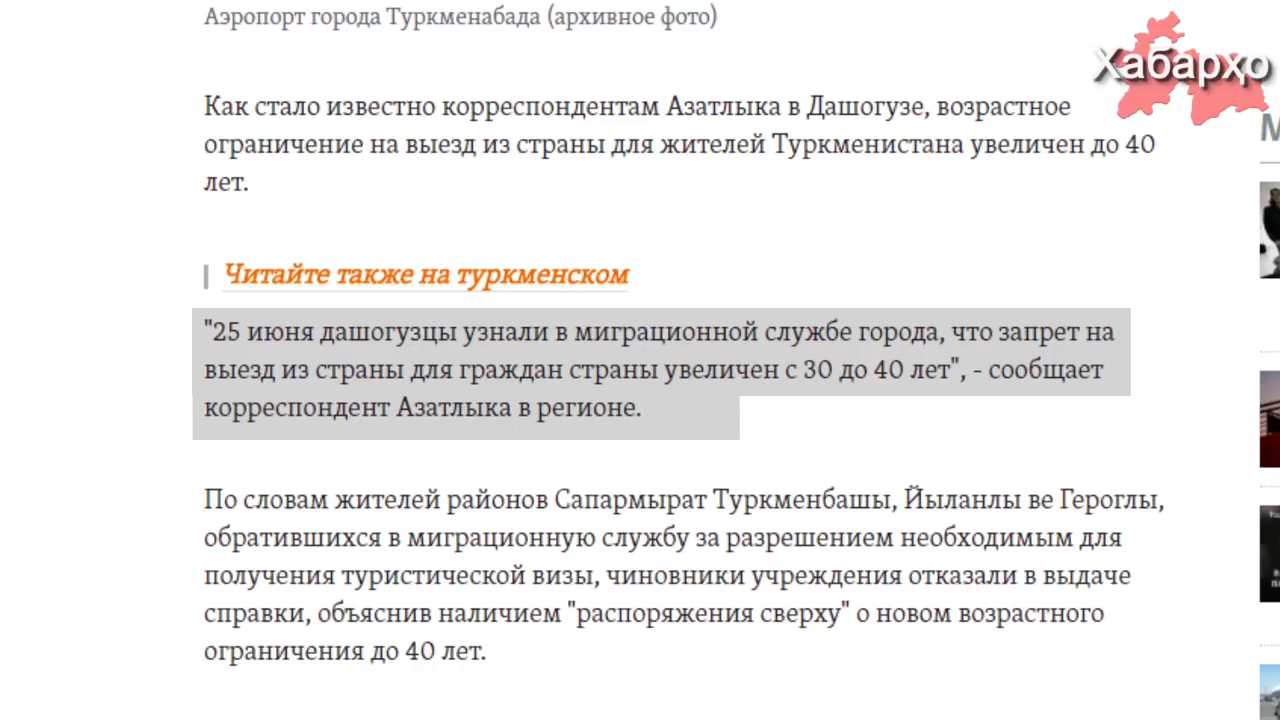 Аэропорт города Туркменабада (архивное фото)
Хабарҳо
Как стало известно корреспондентам Азатлыка в Дашогузе, возрастное
ограничение на выезд из страны для жителей Туркменистана увеличен до 40
лет.
Читайте также на туркменском
"25 июня дашогузцы узнали в миграционной службе города, что запрет на
выезд из страны для граждан страны увеличен с 30 до 40 лет", - сообщает
корреспондент Азатлыка в регионе.
По словам жителей районов Сапармырат Туркменбашы, Йыланлы ве Героглы,
обратившихся в миграционную службу за разрешением необходимым для
получения туристической визы, чиновники учреждения отказали в выдаче
справки, объяснив наличием "распоряжения сверху" о новом возрастного
ограничения до 40 лет.